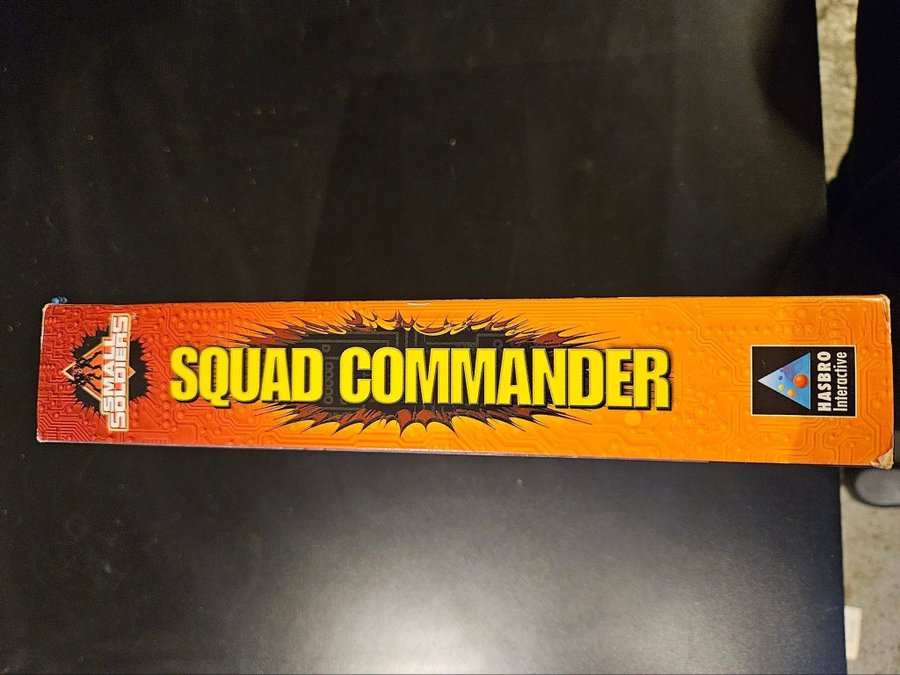 SMALL
SOLDIERS
SQUAD COMMANDER
HASBRO
Interactive